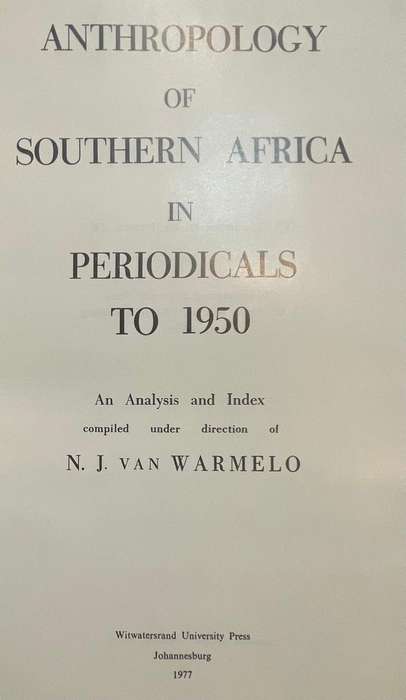 ANTHROPOLOGY
OF
SOUTHERN AFRICA
IN
PERIODICALS
TO 1950
An Analysis and Index
compiled under direction of
N. J. VAN WARMELO
Witwatersrand University Press
Johannesburg
1977